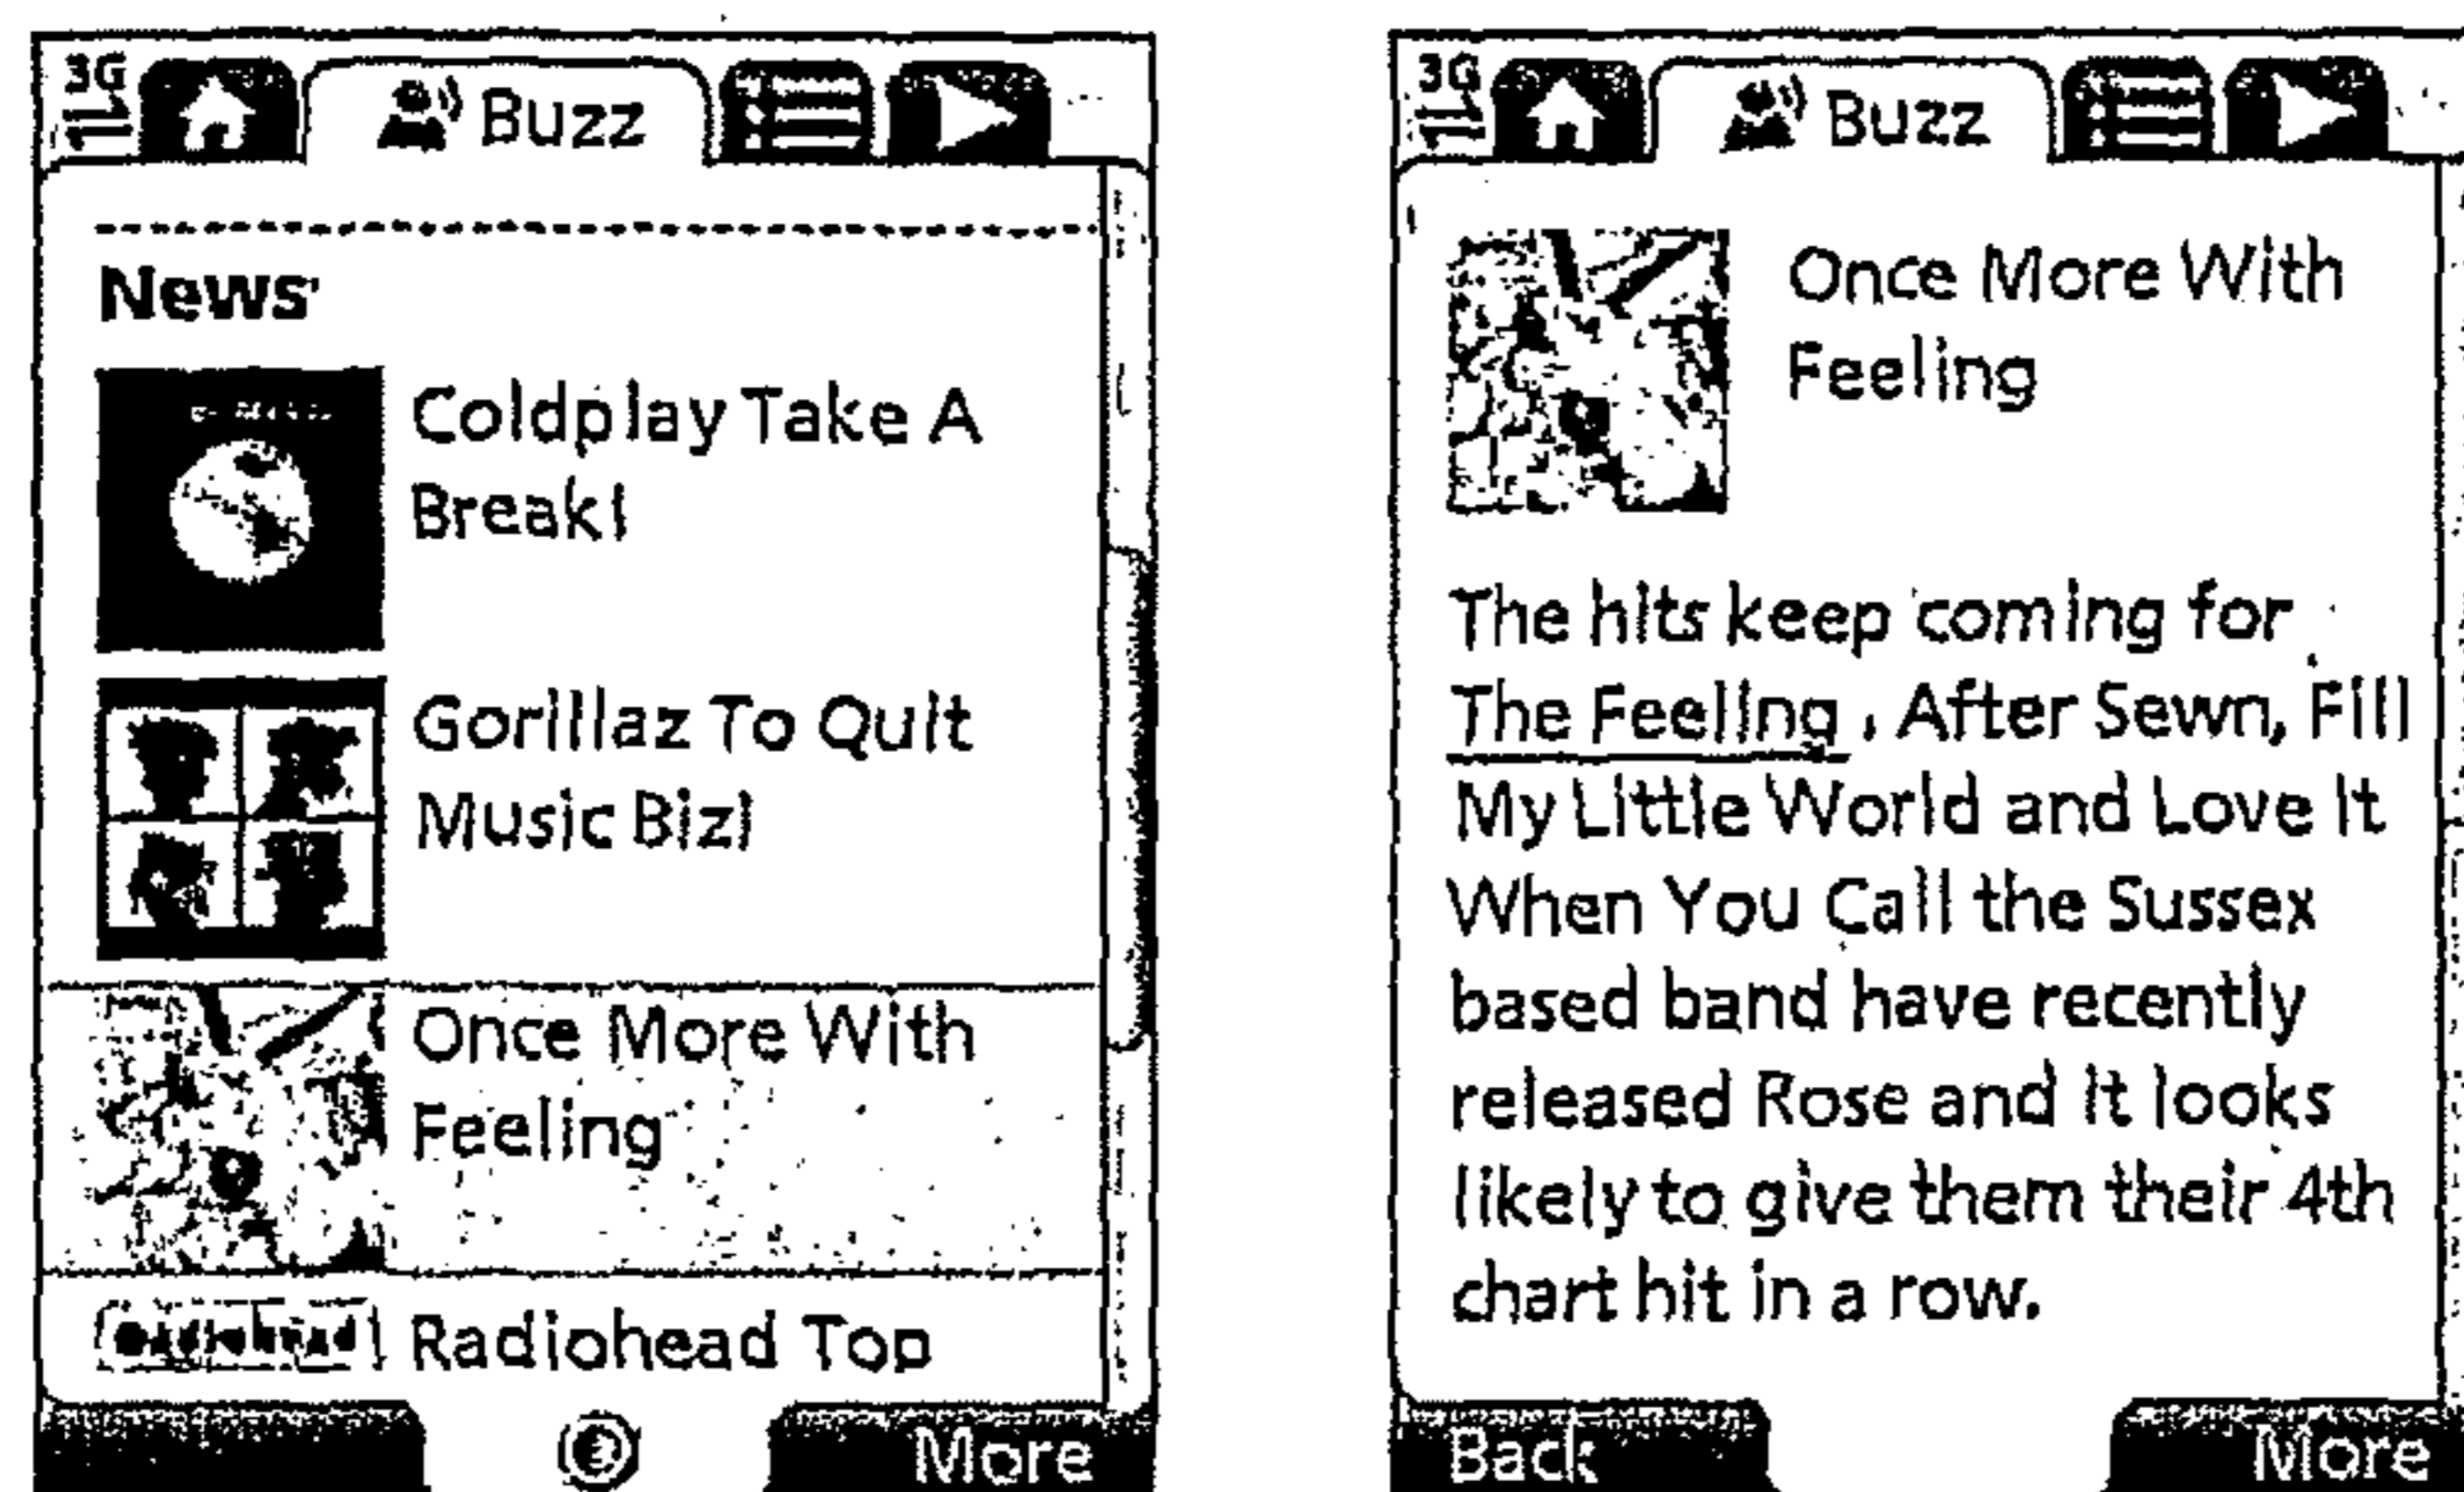 3G
Buzz
News
Coldplay Take A
Break!
Gorillaz To Quit
Music Biz!
Once More With
Feeling
Radiohead Top
More
3G
Buzz
Once More With
Feeling
The hits keep coming for
The Feeling . After Sewn, Fill
My Little World and Love It
When You Call the Sussex
based band have recently
released Rose and it looks
likely to give them their 4th
chart hit in a row.
Back
More